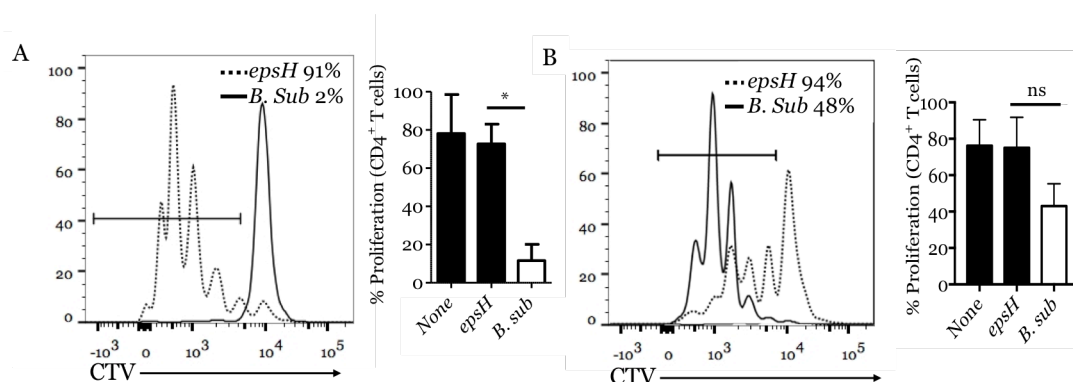 A
epsH 91%
B. Sub 2%
100
80
60
40
20
0
-10³ 0 10³ 10⁴ 10⁵
CTV
% Proliferation (CD4⁺ T cells)
100
80
60
40
20
0
*
None epsH B. sub
B
epsH 94%
B. Sub 48%
100
80
60
40
20
0
-10³ 0 10³ 10⁴ 10⁵
CTV
% Proliferation (CD4⁺ T cells)
100
80
60
40
20
0
ns
None epsH B. sub